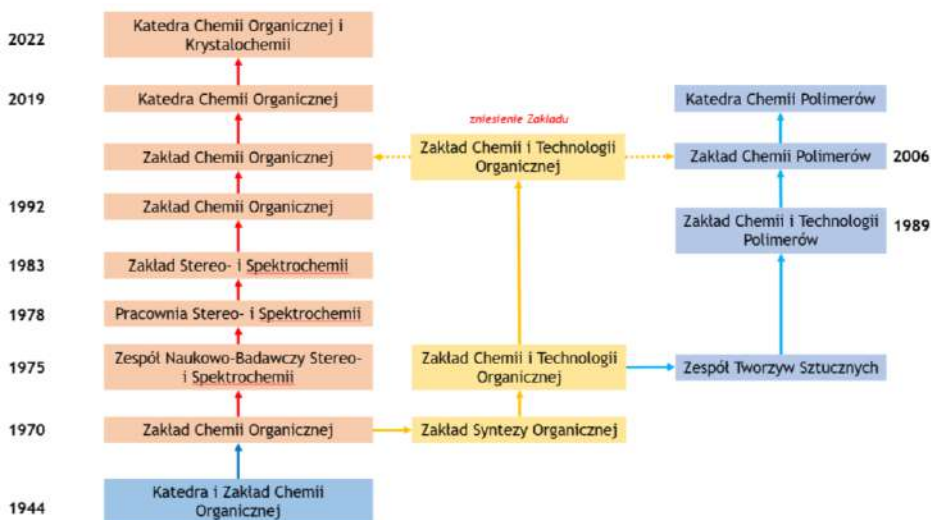 2022
Katedra Chemii Organicznej i
Krystalochemii
2019
Katedra Chemii Organicznej
Katedra Chemii Polimerów
zniesienie Zakładu
Zakład Chemii Organicznej
Zakład Chemii i Technologii
Organicznej
Zakład Chemii Polimerów
2006
1992
Zakład Chemii Organicznej
Zakład Chemii i Technologii
Polimerów
1989
1983
Zakład Stereo- i Spektrochemii
1978
Pracownia Stereo- i Spektrochemii
1975
Zespół Naukowo-Badawczy Stereo-
i Spektrochemii
Zakład Chemii i Technologii
Organicznej
Zespół Tworzyw Sztucznych
1970
Zakład Chemii Organicznej
Zakład Syntezy Organicznej
1944
Katedra i Zakład Chemii
Organicznej